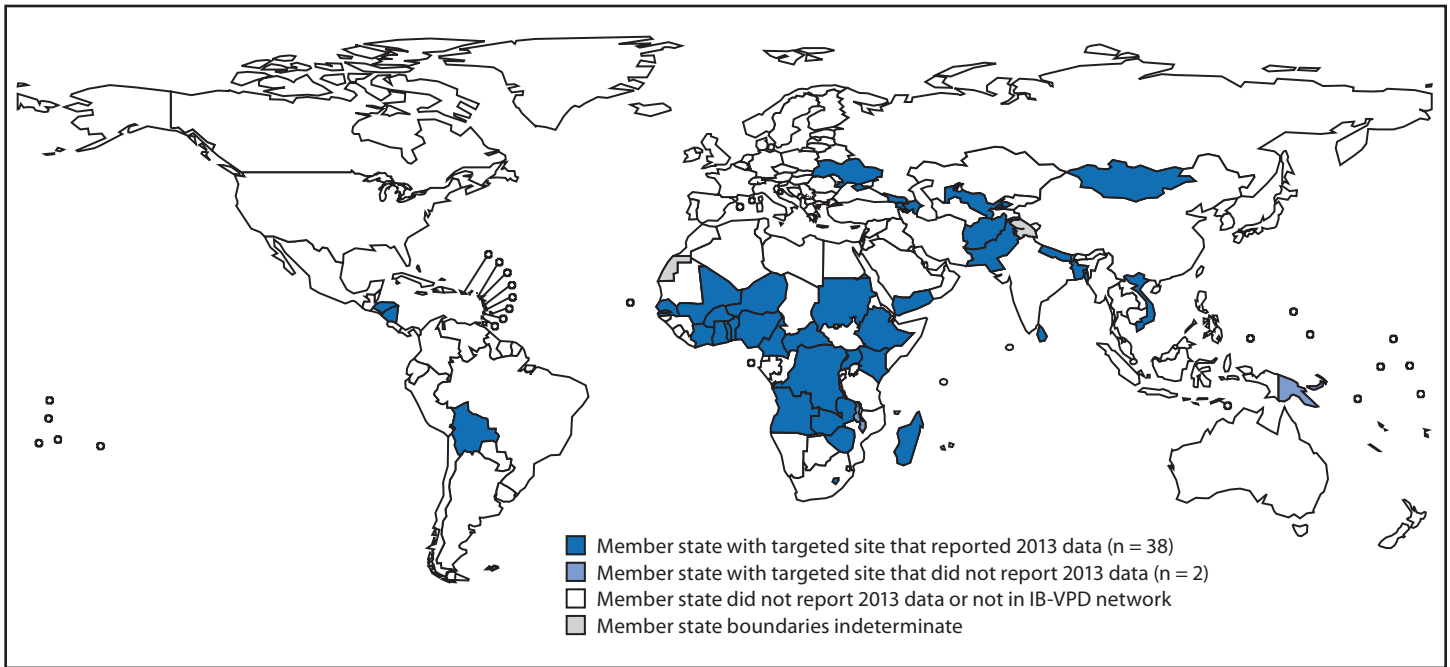 Member state with targeted site that reported 2013 data (n = 38)
Member state with targeted site that did not report 2013 data (n = 2)
Member state did not report 2013 data or not in IB-VPD network
Member state boundaries indeterminate